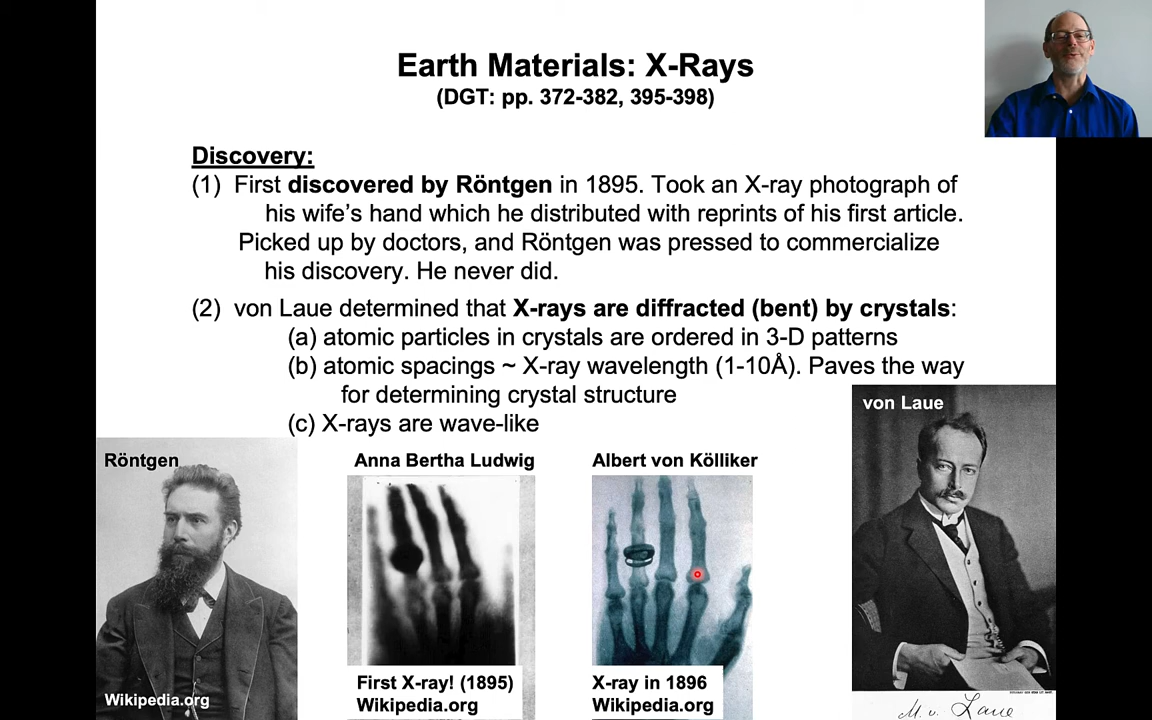 Earth Materials: X-Rays
(DGT: pp. 372-382, 395-398)
Discovery:
(1) First discovered by Röntgen in 1895. Took an X-ray photograph of
his wife's hand which he distributed with reprints of his first article.
Picked up by doctors, and Röntgen was pressed to commercialize
his discovery. He never did.
(2) von Laue determined that X-rays are diffracted (bent) by crystals:
(a) atomic particles in crystals are ordered in 3-D patterns
(b) atomic spacings ~ X-ray wavelength (1-10Å). Paves the way
for determining crystal structure
(c) X-rays are wave-like
Röntgen
Wikipedia.org
Anna Bertha Ludwig
First X-ray! (1895)
Wikipedia.org
Albert von Kölliker
X-ray in 1896
Wikipedia.org
von Laue
M. v. Laue